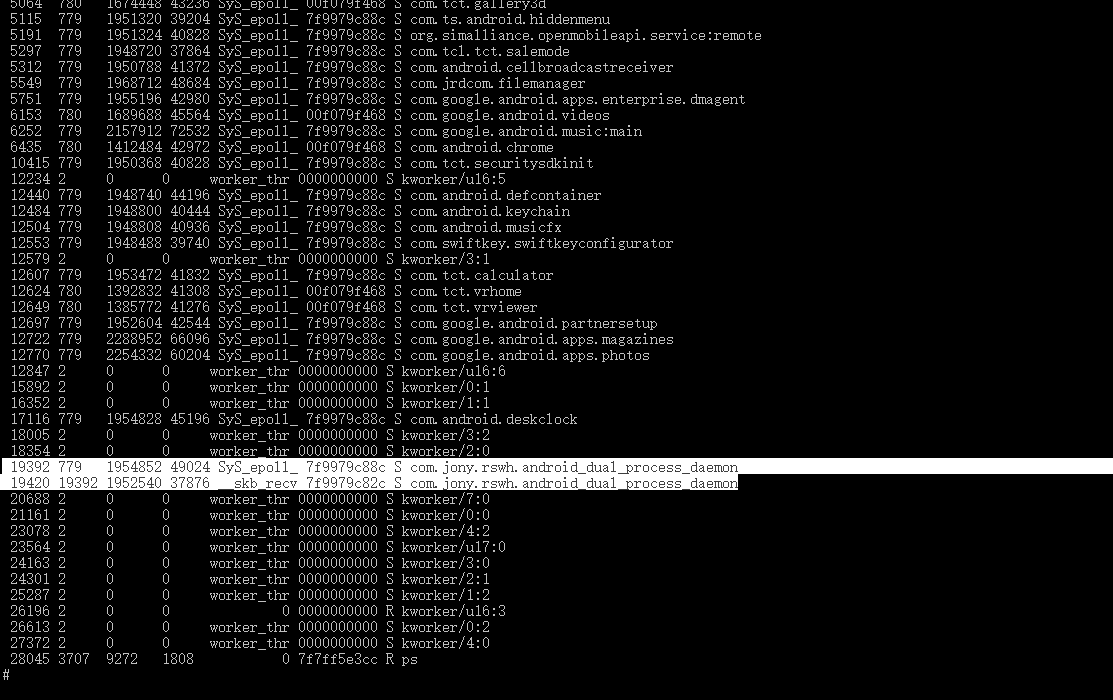 5064 780 1674448 43632 SyS_epoll_ 00f079f468 S com.tct.gallery3d
5115 779 1951320 39204 SyS_epoll_ 7f9979c88c S com.ts.android.hiddenmenu
5191 779 1951324 40828 SyS_epoll_ 7f9979c88c S org.simalliance.openmobileapi.service:remote
5297 779 1948720 37864 SyS_epoll_ 7f9979c88c S com.tcl.tct.salemode
5312 779 1950788 41372 SyS_epoll_ 7f9979c88c S com.android.cellbroadcastreceiver
5549 779 1968712 48684 SyS_epoll_ 7f9979c88c S com.jrdcom.filemanager
5751 779 1955196 42980 SyS_epoll_ 7f9979c88c S com.google.android.apps.enterprise.dmagent
6153 780 1689688 45564 SyS_epoll_ 00f079f468 S com.google.android.videos
6252 779 2157912 72532 SyS_epoll_ 7f9979c88c S com.google.android.music:main
6435 780 1412484 42972 SyS_epoll_ 00f079f468 S com.android.chrome
10415 779 1950368 40828 SyS_epoll_ 7f9979c88c S com.tct.securitysdkinit
12234 2 0 0 worker_thr 0000000000 S kworker/u16:5
12440 779 1948740 44196 SyS_epoll_ 7f9979c88c S com.android.defcontainer
12484 779 1948800 40444 SyS_epoll_ 7f9979c88c S com.android.keychain
12504 779 1948808 40936 SyS_epoll_ 7f9979c88c S com.android.musicfx
12553 779 1948488 39740 SyS_epoll_ 7f9979c88c S com.swiftkey.swiftkeyconfigurator
12579 2 0 0 worker_thr 0000000000 S kworker/3:1
12607 779 1953472 41832 SyS_epoll_ 7f9979c88c S com.tct.calculator
12624 780 1392832 41308 SyS_epoll_ 00f079f468 S com.tct.vrhome
12649 780 1385772 41276 SyS_epoll_ 00f079f468 S com.tct.vrviewer
12697 779 1952604 42544 SyS_epoll_ 7f9979c88c S com.google.android.partnersetup
12722 779 2288952 66096 SyS_epoll_ 7f9979c88c S com.google.android.apps.magazines
12770 779 2254332 60204 SyS_epoll_ 7f9979c88c S com.google.android.apps.photos
12847 2 0 0 worker_thr 0000000000 S kworker/u16:6
15892 2 0 0 worker_thr 0000000000 S kworker/0:1
16352 2 0 0 worker_thr 0000000000 S kworker/1:1
17116 779 1954828 45196 SyS_epoll_ 7f9979c88c S com.android.deskclock
18005 2 0 0 worker_thr 0000000000 S kworker/3:2
18354 2 0 0 worker_thr 0000000000 S kworker/2:0
19392 779 1954852 49024 SyS_epoll_ 7f9979c88c S com.jony.rswh.android_dual_process_daemon
19420 19392 1952540 37876 __skb_recv 7f9979c82c S com.jony.rswh.android_dual_process_daemon
20688 2 0 0 worker_thr 0000000000 S kworker/7:0
21161 2 0 0 worker_thr 0000000000 S kworker/0:0
23078 2 0 0 worker_thr 0000000000 S kworker/4:2
23564 2 0 0 worker_thr 0000000000 S kworker/u17:0
24163 2 0 0 worker_thr 0000000000 S kworker/3:0
24301 2 0 0 worker_thr 0000000000 S kworker/2:1
25287 2 0 0 worker_thr 0000000000 S kworker/1:2
26196 2 0 0 0 0000000000 R kworker/u16:3
26613 2 0 0 worker_thr 0000000000 S kworker/0:2
27372 2 0 0 worker_thr 0000000000 S kworker/4:0
28045 3707 9272 1808 0 7f7ff5e3cc R ps
#